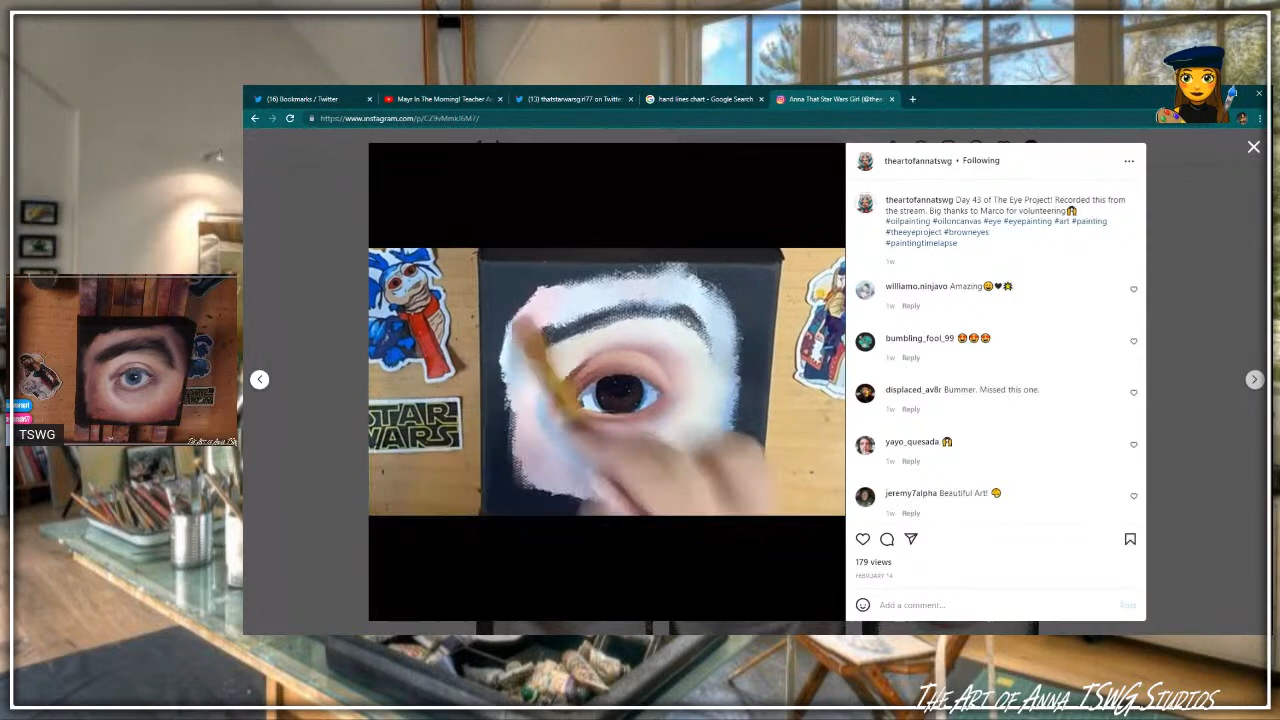 (16) Bookmarks / Twitter
Mayr In The Morning! Teacher A
(13) thatstarwarsgirl77 on Twitte
hand lines chart - Google Search
Anna That Star Wars Girl (@thea
https://www.instagram.com/p/CZ9vMmkJ6M7/
theartofannatswg • Following
theartofannatswg Day 43 of The Eye Project! Recorded this from
the stream. Big thanks to Marco for volunteering
#oilpainting #oiloncanvas #eye #eyepainting #art #painting
#theeyeproject #browneyes
#paintingtimelapse
1w
williamo.ninjavo Amazing
1w Reply
bumbling_fool_99
1w Reply
displaced_av8r Bummer. Missed this one.
1w Reply
yayo_quesada
1w Reply
jeremy7alpha Beautiful Art!
1w Reply
179 views
FEBRUARY 14
Add a comment...
Post
STAR
WARS
STAR
WARS
TSWG
The Art of Anna TSWG Studios